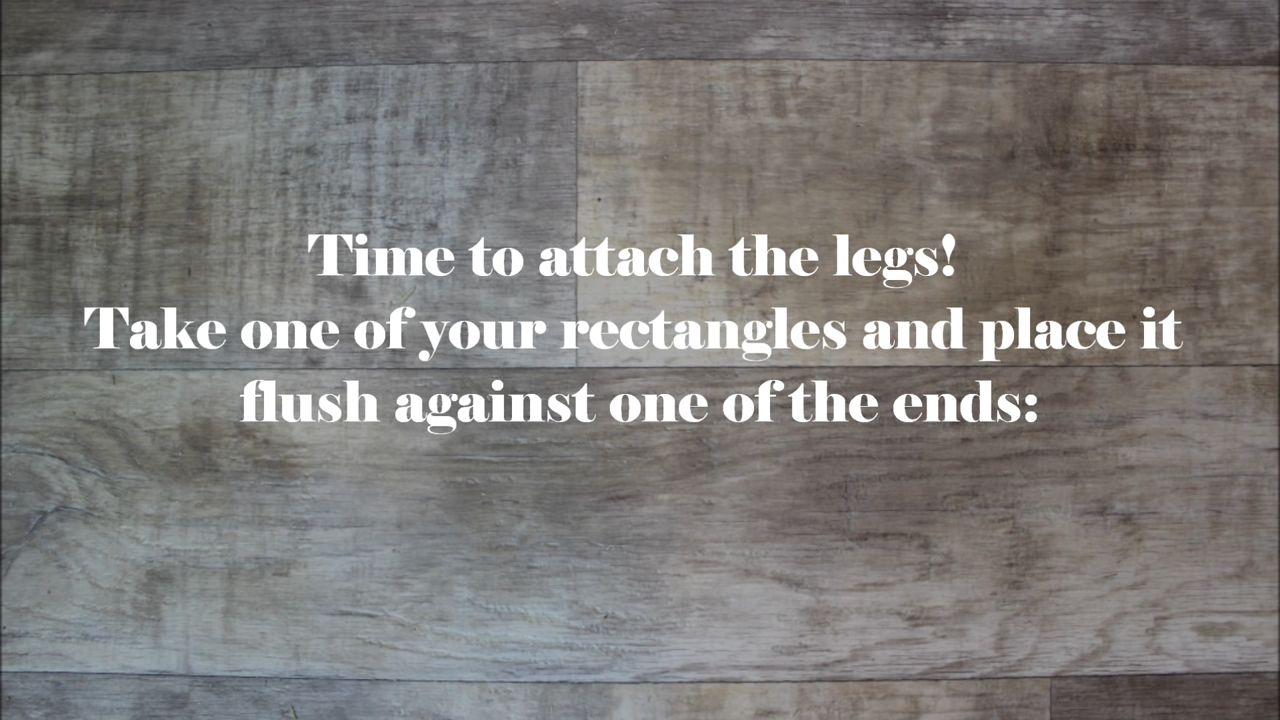 Time to attach the legs!
Take one of your rectangles and place it
flush against one of the ends: